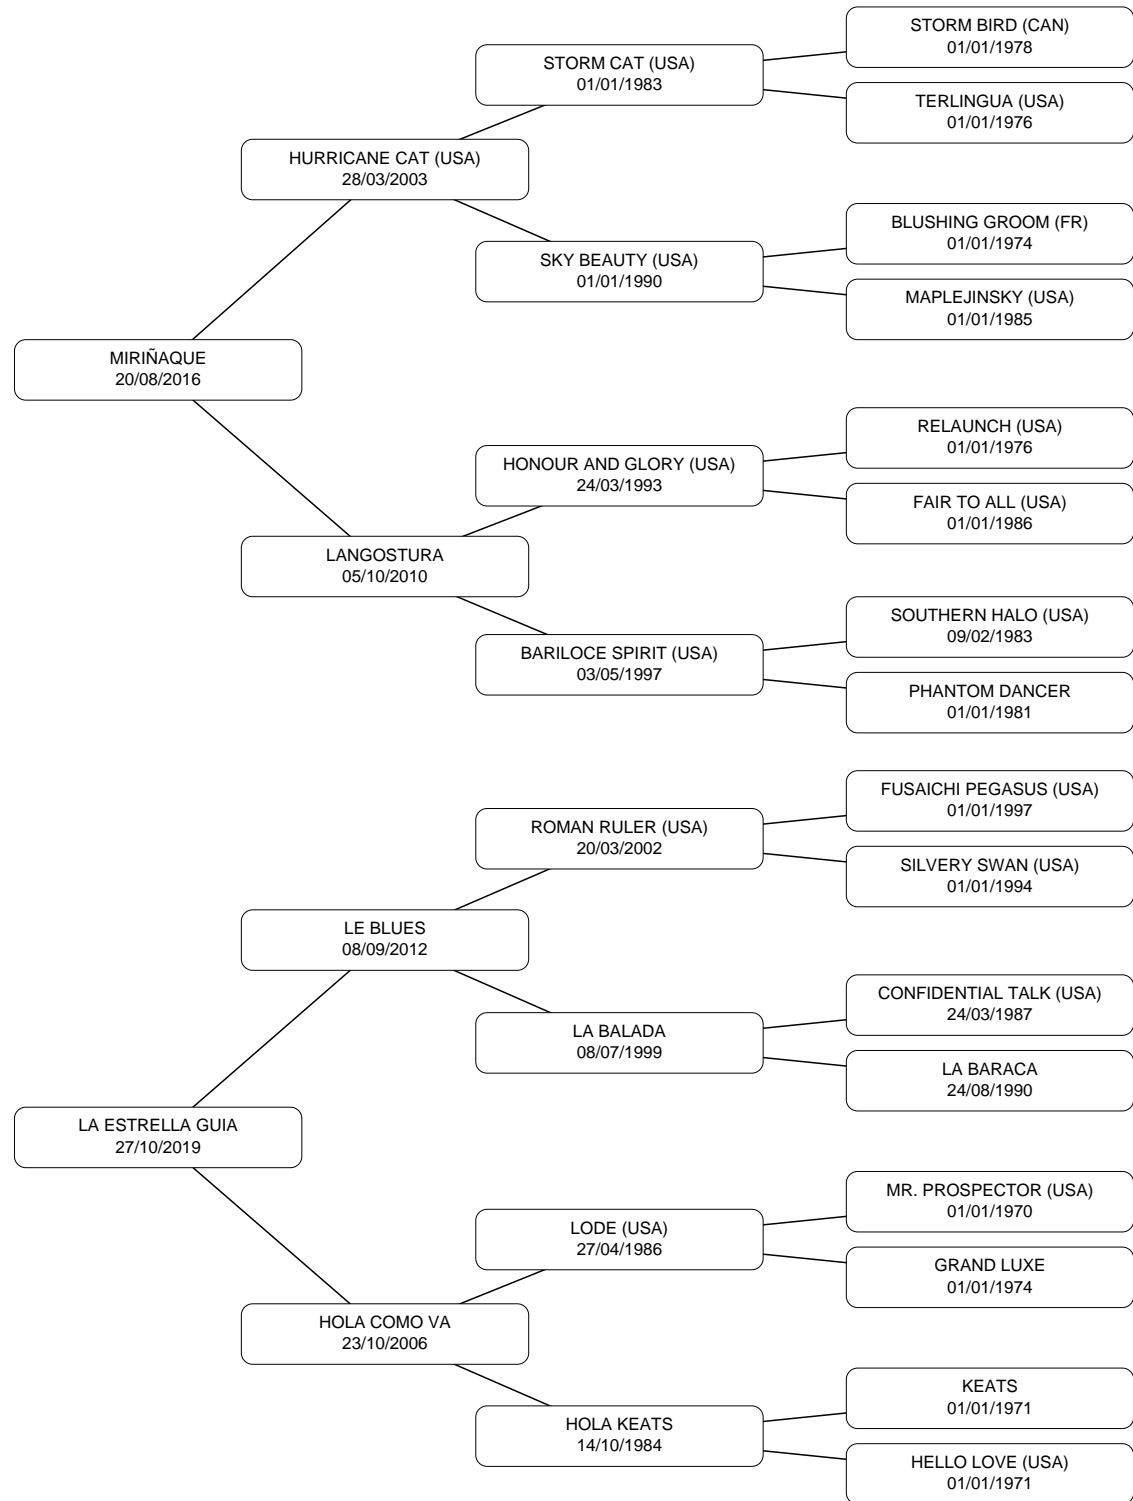 STORM BIRD (CAN)
01/01/1978
STORM CAT (USA)
01/01/1983
TERLINGUA (USA)
01/01/1976
HURRICANE CAT (USA)
28/03/2003
BLUSHING GROOM (FR)
01/01/1974
SKY BEAUTY (USA)
01/01/1990
MAPLEJINSKY (USA)
01/01/1985
MIRIÑAQUE
20/08/2016
RELAUNCH (USA)
01/01/1976
HONOUR AND GLORY (USA)
24/03/1993
FAIR TO ALL (USA)
01/01/1986
LANGOSTURA
05/10/2010
SOUTHERN HALO (USA)
09/02/1983
BARILOCE SPIRIT (USA)
03/05/1997
PHANTOM DANCER
01/01/1981
FUSAICHI PEGASUS (USA)
01/01/1997
ROMAN RULER (USA)
20/03/2002
SILVERY SWAN (USA)
01/01/1994
LE BLUES
08/09/2012
CONFIDENTIAL TALK (USA)
24/03/1987
LA BALADA
08/07/1999
LA BARACA
24/08/1990
LA ESTRELLA GUIA
27/10/2019
MR. PROSPECTOR (USA)
01/01/1970
LODE (USA)
27/04/1986
GRAND LUXE
01/01/1974
HOLA COMO VA
23/10/2006
KEATS
01/01/1971
HOLA KEATS
14/10/1984
HELLO LOVE (USA)
01/01/1971